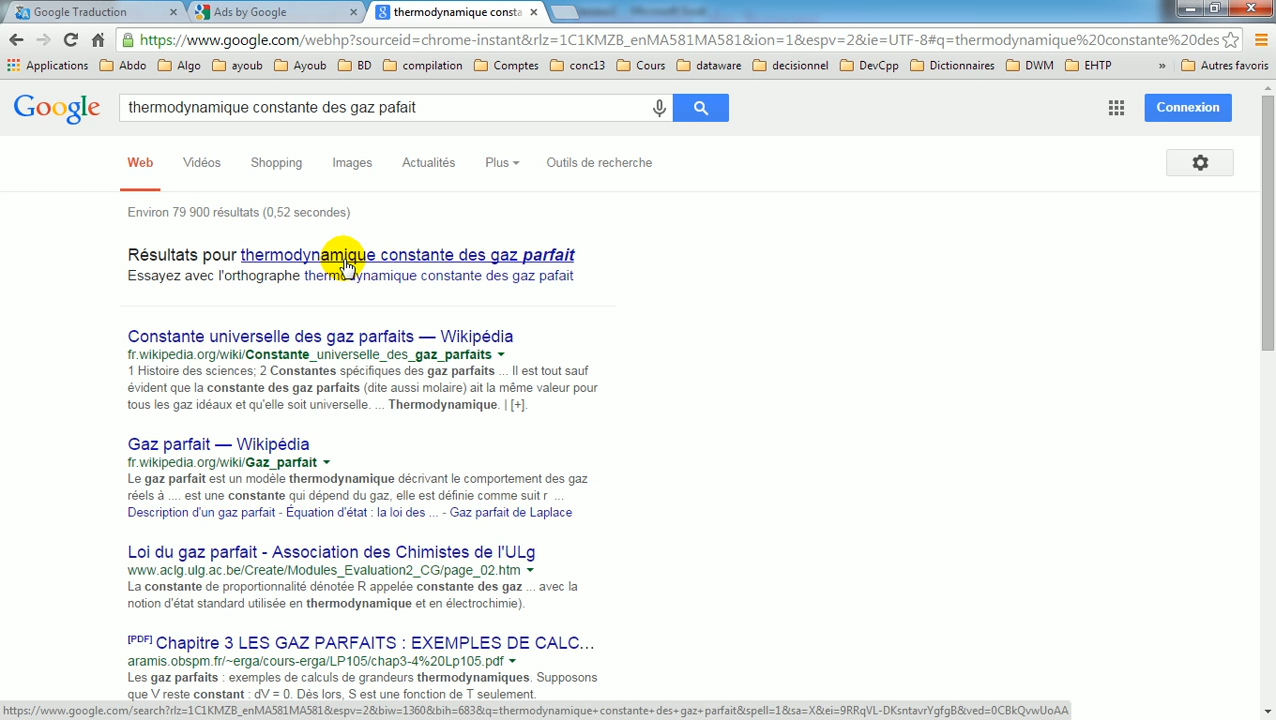 Google Traduction
Ads by Google
thermodynamique consta
https://www.google.com/webhp?sourceid=chrome-instant&rlz=1C1KMZB_enMA581MA581&ion=1&espv=2&ie=UTF-8#q=thermodynamique%20constante%20des
Applications Abdo Algo ayoub Ayoub BD compilation Comptes conc13 Cours dataware decisionnel DevCpp Dictionnaires DWM EHTP » Autres favoris
Google thermodynamique constante des gaz pafait Connexion
Web Vidéos Shopping Images Actualités Plus Outils de recherche
Environ 79 900 résultats (0,52 secondes)
Résultats pour thermodynamique constante des gaz parfait
Essayez avec l'orthographe thermodynamique constante des gaz pafait
Constante universelle des gaz parfaits — Wikipédia
fr.wikipedia.org/wiki/Constante_universelle_des_gaz_parfaits
1 Histoire des sciences; 2 Constantes spécifiques des gaz parfaits ... Il est tout sauf
évident que la constante des gaz parfaits (dite aussi molaire) ait la même valeur pour
tous les gaz idéaux et qu'elle soit universelle. ... Thermodynamique. | [+].
Gaz parfait — Wikipédia
fr.wikipedia.org/wiki/Gaz_parfait
Le gaz parfait est un modèle thermodynamique décrivant le comportement des gaz
réels à .... est une constante qui dépend du gaz, elle est définie comme suit r ...
Description d'un gaz parfait - Équation d'état : la loi des ... - Gaz parfait de Laplace
Loi du gaz parfait - Association des Chimistes de l'ULg
www.aclg.ulg.ac.be/Create/Modules_Evaluation2_CG/page_02.htm
La constante de proportionnalité dénotée R appelée constante des gaz ... avec la
notion d'état standard utilisée en thermodynamique et en électrochimie).
[PDF] Chapitre 3 LES GAZ PARFAITS : EXEMPLES DE CALC...
aramis.obspm.fr/~erga/cours-erga/LP105/chap3-4%20Lp105.pdf
Les gaz parfaits : exemples de calculs de grandeurs thermodynamiques. Supposons
que V reste constant : dV = 0. Dès lors, S est une fonction de T seulement.
https://www.google.com/search?rlz=1C1KMZB_enMA581MA581&espv=2&biw=1360&bih=683&q=thermodynamique+constante+des+gaz+parfait&spell=1&sa=X&ei=9RRqVL-DKsntavrYgfgB&ved=0CBkQvwUoAA